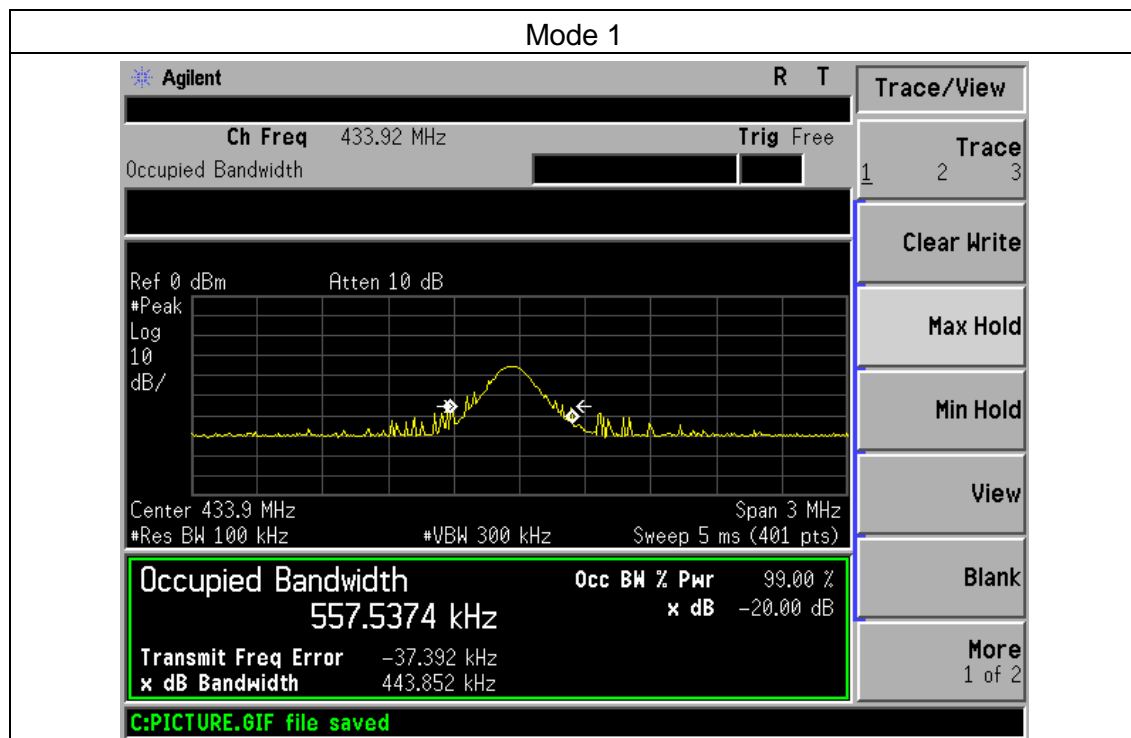 Mode 1
Agilent R T
Trace/View
Ch Freq 433.92 MHz Trig Free
Occupied Bandwidth
Trace
1 2 3
Clear Write
Ref 0 dBm Atten 10 dB
#Peak
Log
10
dB/
Max Hold
Min Hold
View
Center 433.9 MHz Span 3 MHz
#Res BW 100 kHz #VBW 300 kHz Sweep 5 ms (401 pts)
Occupied Bandwidth Occ BW % Pwr 99.00 %
557.5374 kHz x dB -20.00 dB
Blank
Transmit Freq Error -37.392 kHz
x dB Bandwidth 443.852 kHz
More
1 of 2
C:PICTURE.GIF file saved